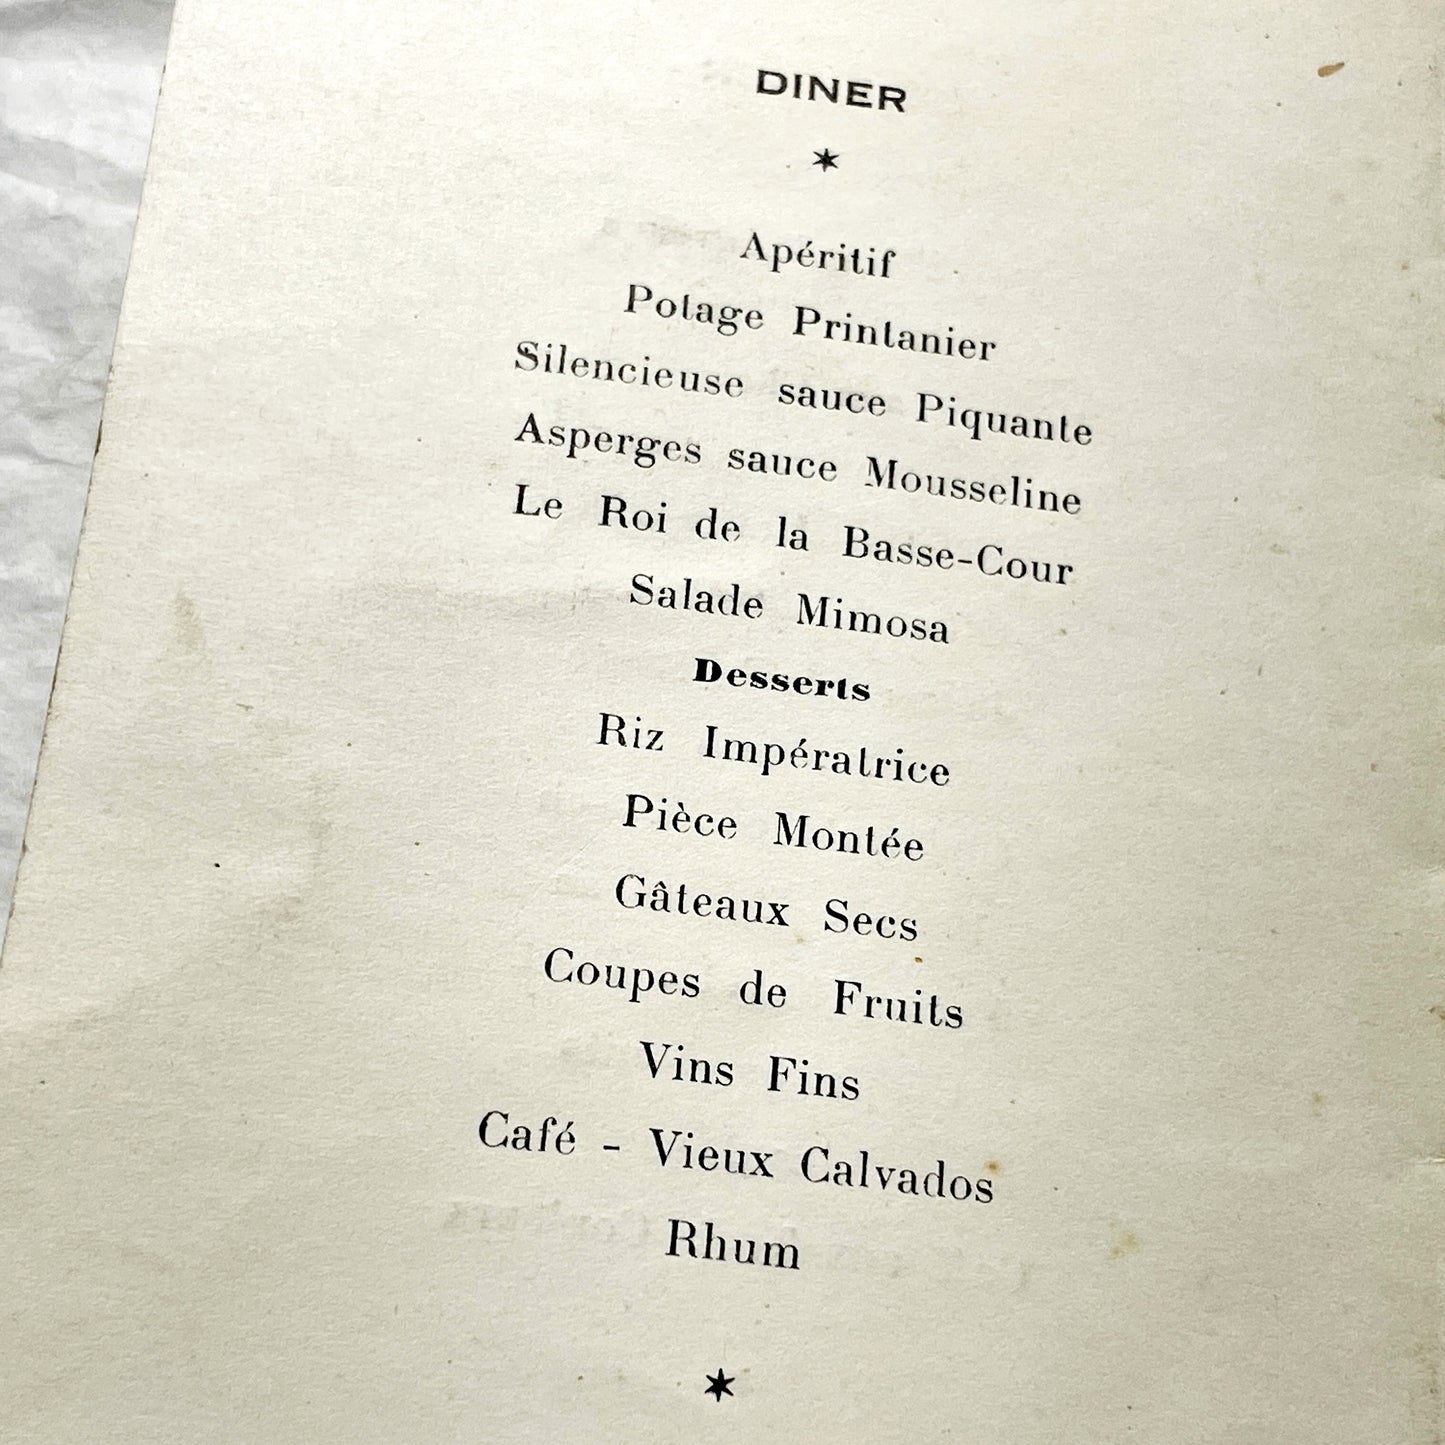 DINER
Apéritif
Potage Printanier
Silencieuse sauce Piquante
Asperges sauce Mousseline
Le Roi de la Basse-Cour
Salade Mimosa
Desserts
Riz Impératrice
Pièce Montée
Gâteaux Secs
Coupes de Fruits
Vins Fins
Café - Vieux Calvados
Rhum